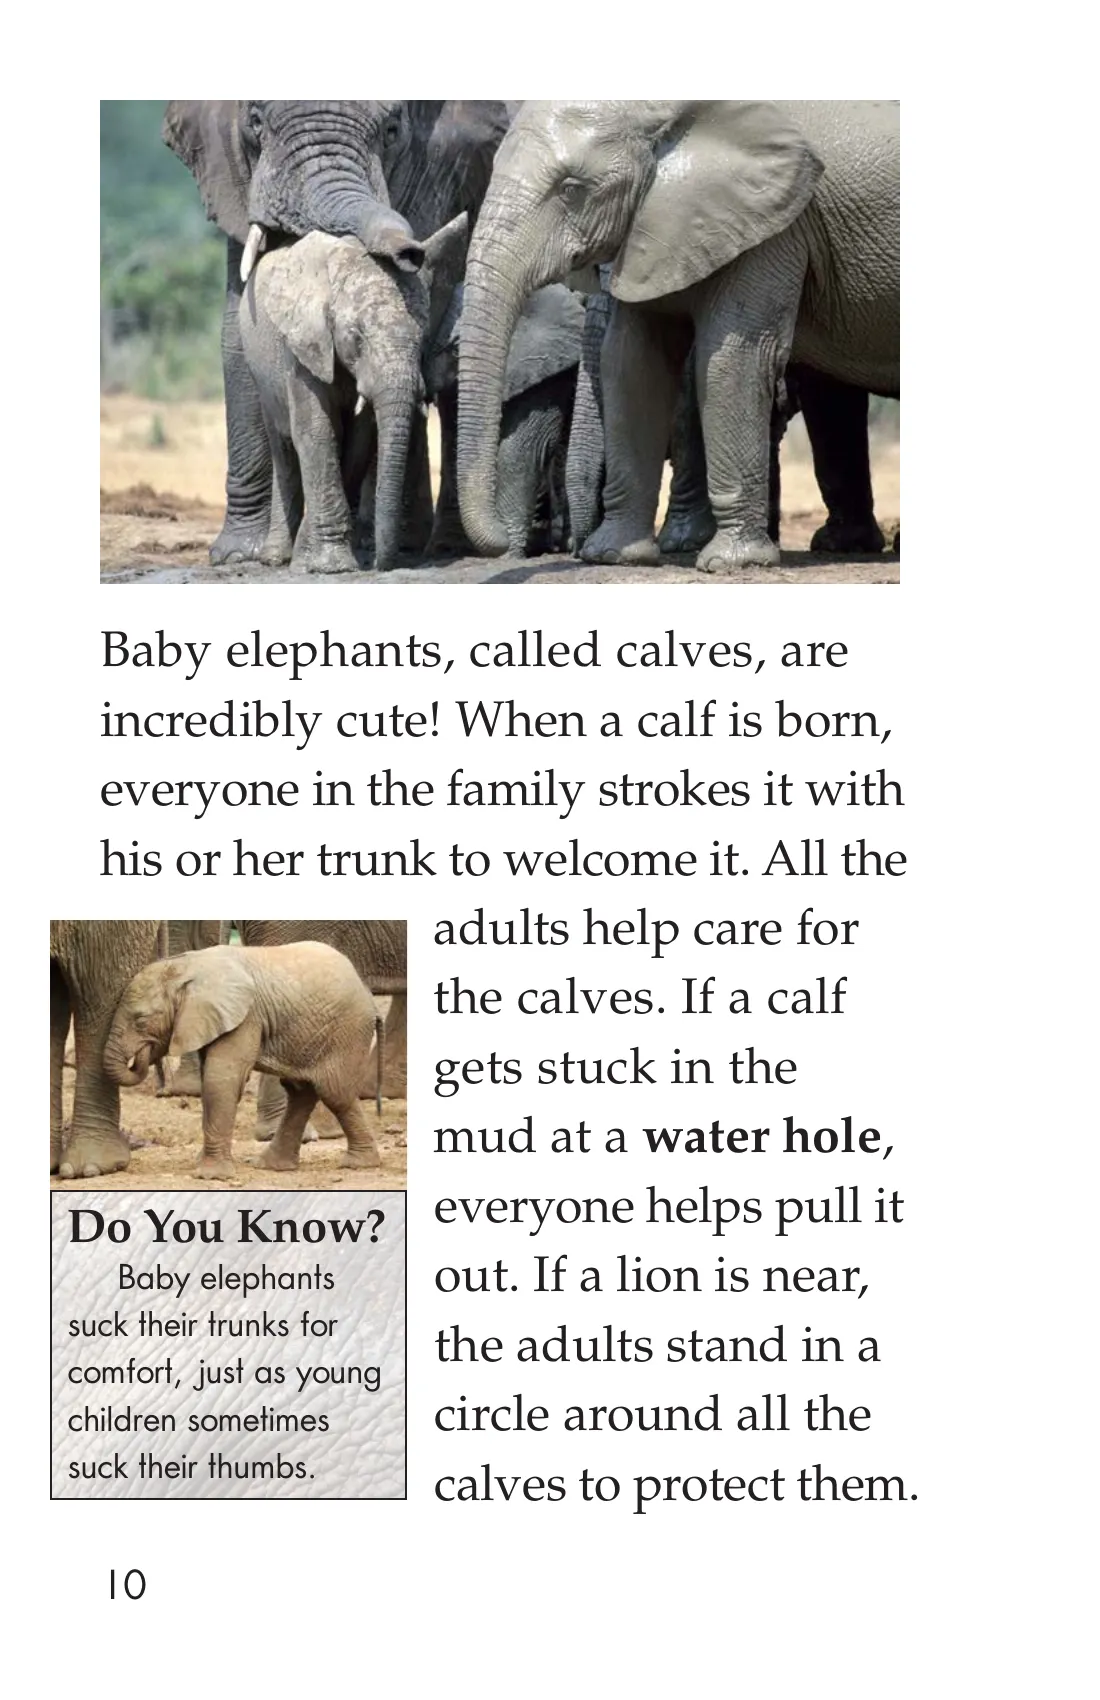 Baby elephants, called calves, are
incredibly cute! When a calf is born,
everyone in the family strokes it with
his or her trunk to welcome it. All the
adults help care for
the calves. If a calf
gets stuck in the
mud at a water hole,
everyone helps pull it
out. If a lion is near,
the adults stand in a
circle around all the
calves to protect them.
Do You Know?
Baby elephants
suck their trunks for
comfort, just as young
children sometimes
suck their thumbs.
10